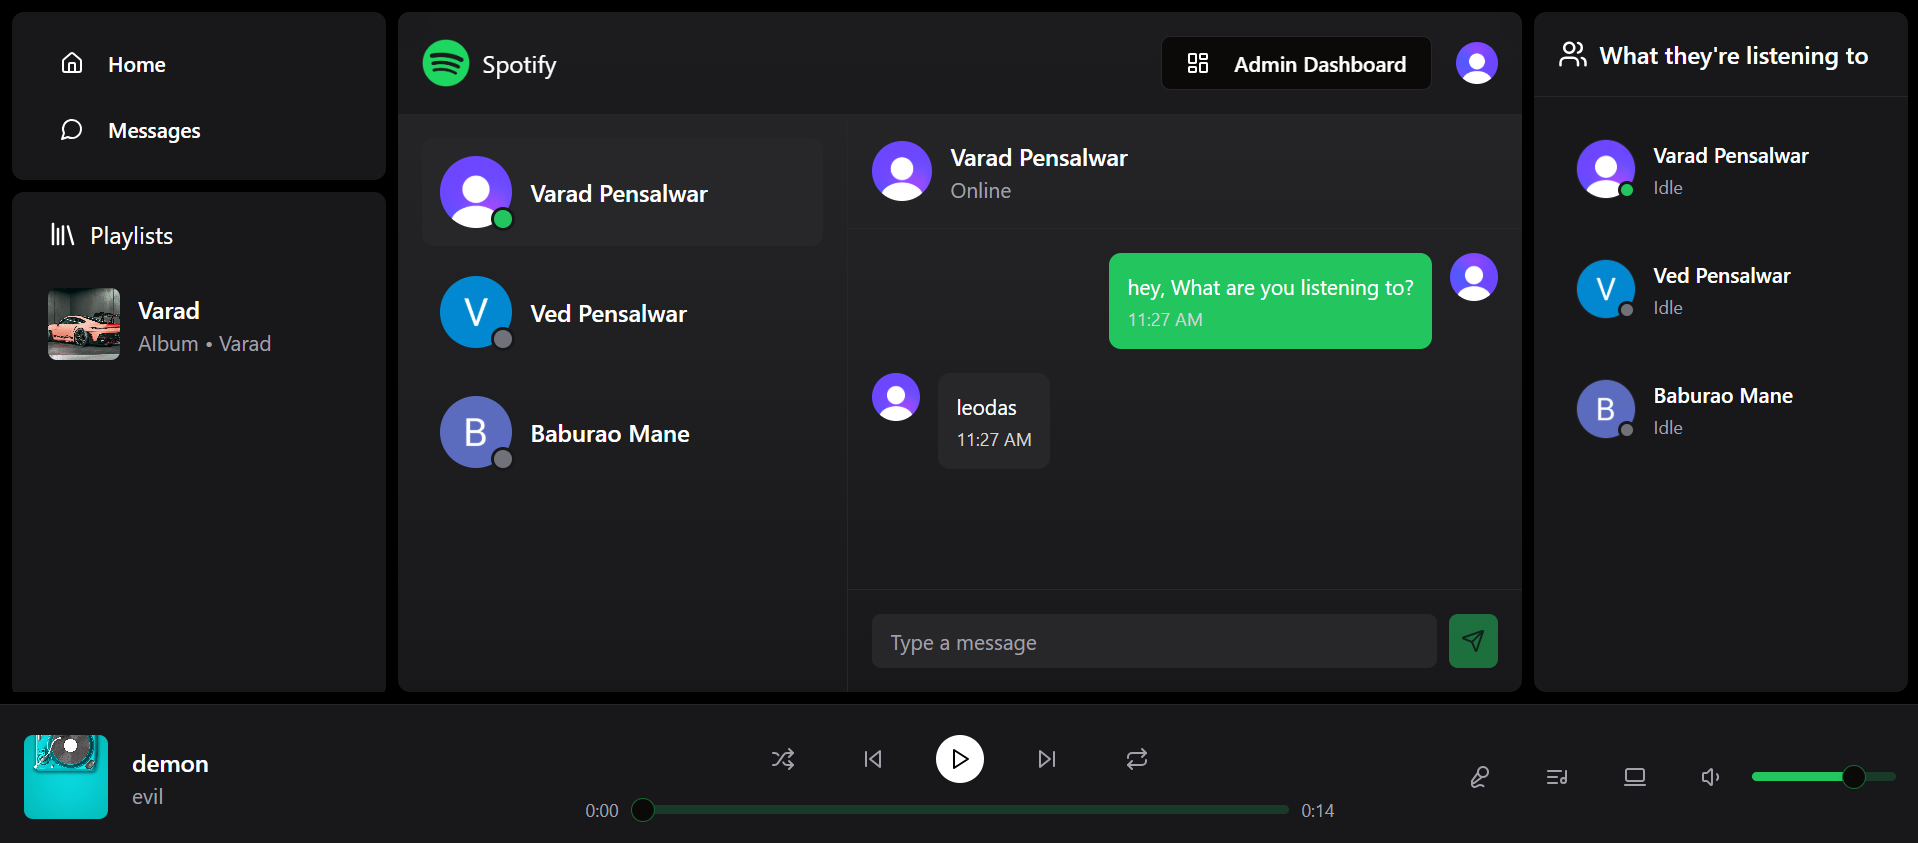 Home
Messages
Playlists
Varad
Album • Varad
Spotify
Admin Dashboard
Varad Pensalwar
V
Ved Pensalwar
B
Baburao Mane
Varad Pensalwar
Online
hey, What are you listening to?
11:27 AM
leodas
11:27 AM
Type a message
What they're listening to
Varad Pensalwar
Idle
V
Ved Pensalwar
Idle
B
Baburao Mane
Idle
demon
evil
0:00
0:14